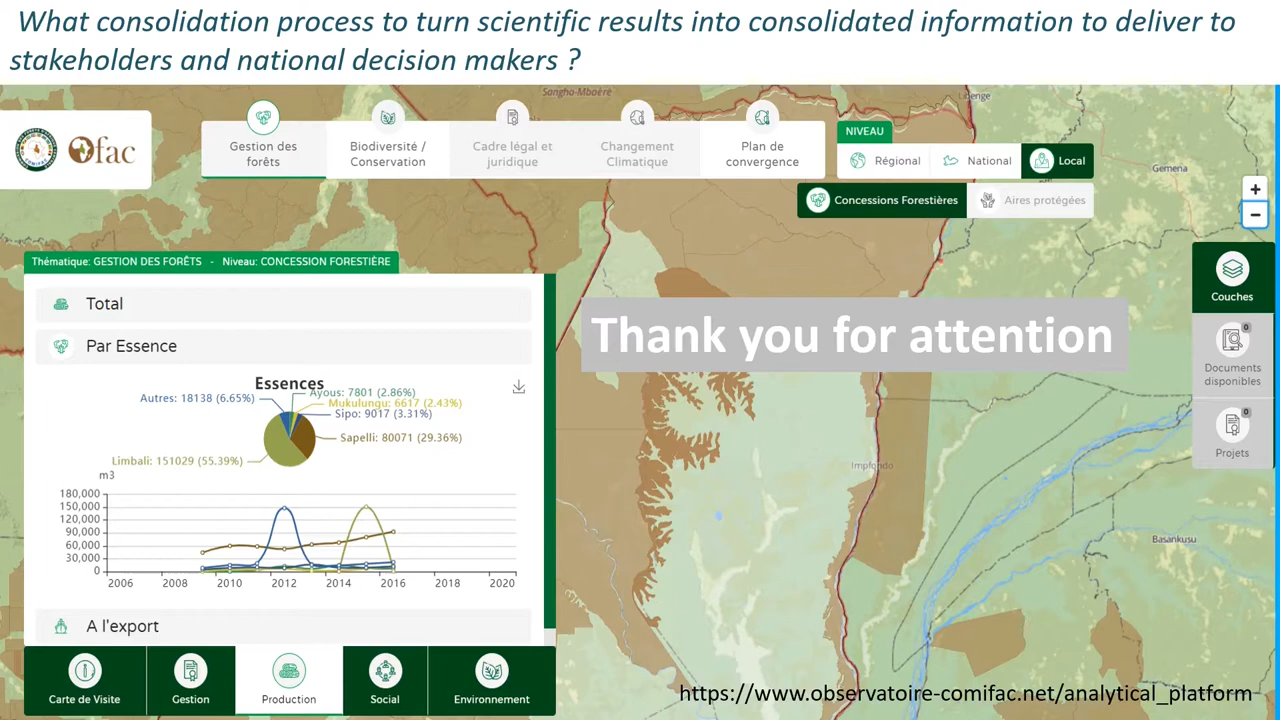 What consolidation process to turn scientific results into consolidated information to deliver to
stakeholders and national decision makers ?
Sangha-Mbaéré
Libenge
Gemena
COMIFAC
Ofac
Gestion des
forêts
Biodiversité /
Conservation
Cadre légal et
juridique
Changement
Climatique
Plan de
convergence
NIVEAU
Régional
National
Local
Concessions Forestières
Aires protégées
+
−
Thématique: GESTION DES FORÊTS - Niveau: CONCESSION FORESTIÈRE
Total
Par Essence
Essences
Autres: 18138 (6.65%)
Ayous: 7801 (2.86%)
Mukulungu: 6617 (2.43%)
Sipo: 9017 (3.31%)
Sapelli: 80071 (29.36%)
Limbali: 151029 (55.39%)
m3
180,000
150,000
120,000
90,000
60,000
30,000
0
2006 2008 2010 2012 2014 2016 2018 2020
A l'export
Carte de Visite
Gestion
Production
Social
Environnement
Thank you for attention
Couches
0
Documents
disponibles
0
Projets
Impfondo
Basankusu
https://www.observatoire-comifac.net/analytical_platform